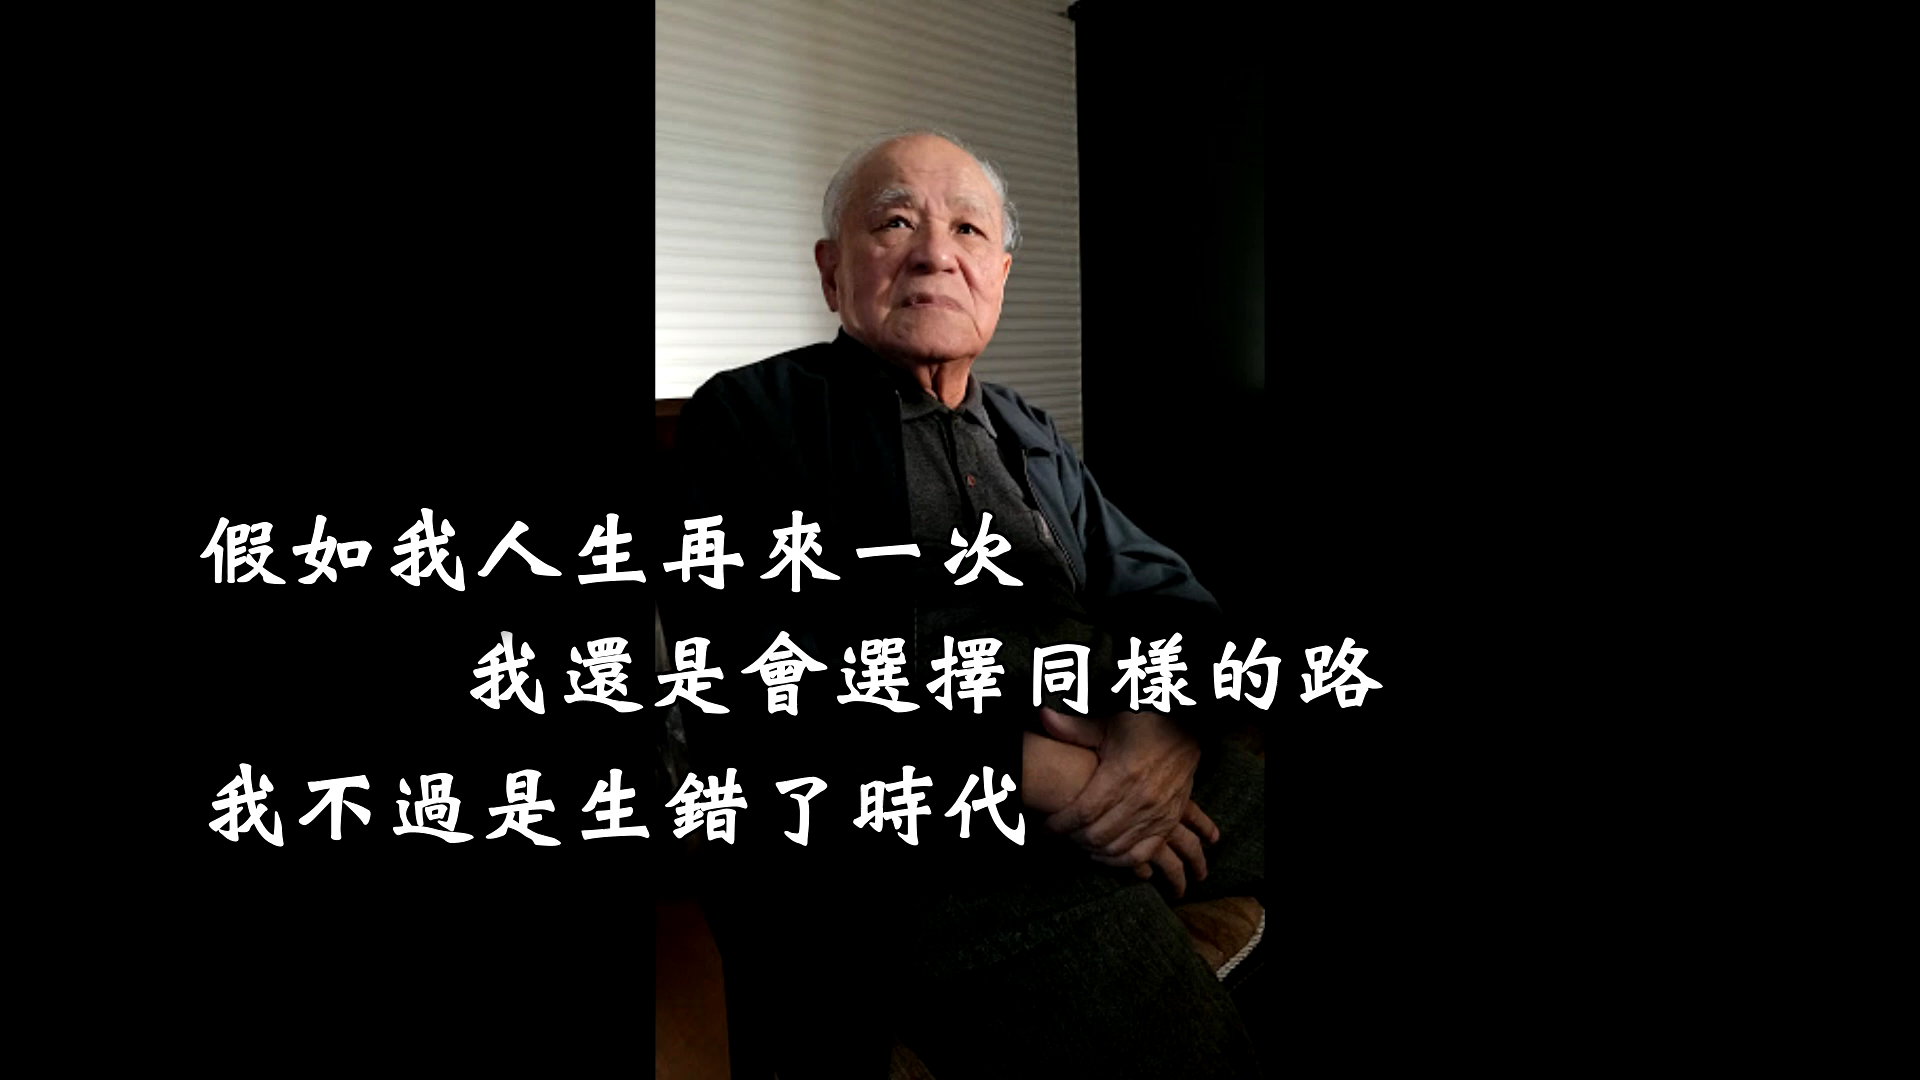 假如我人生再來一次
我還是會選擇同樣的路
我不過是生錯了時代